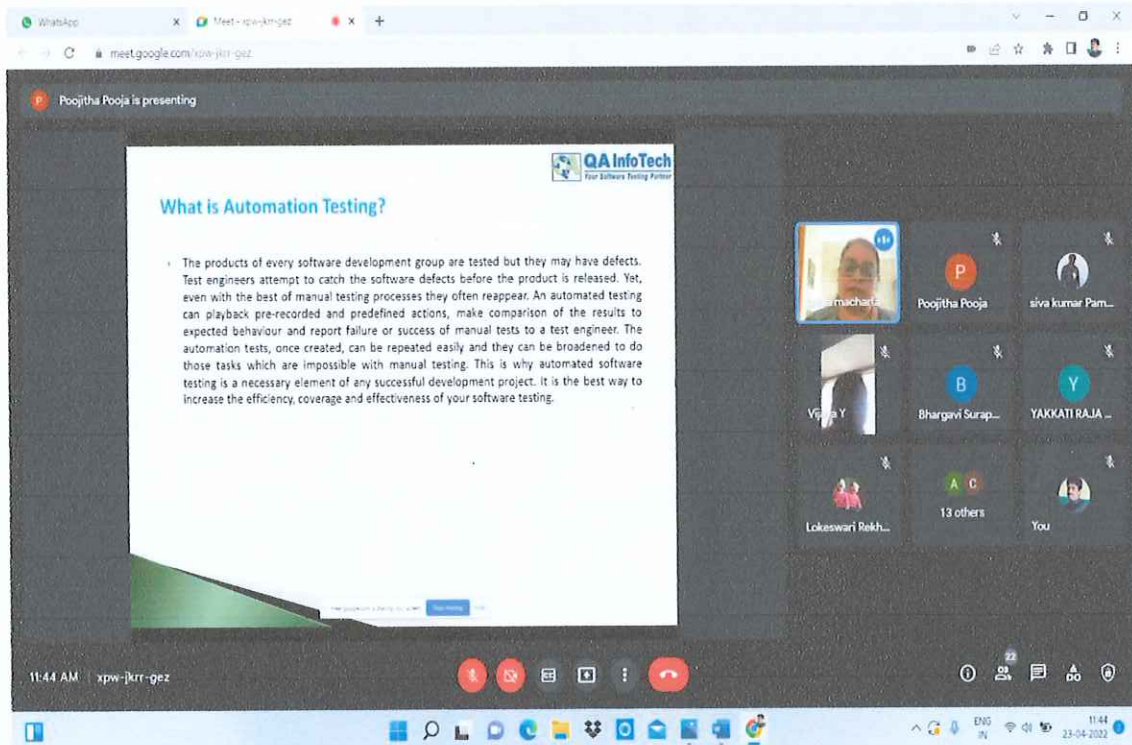 WhatsApp
Meet - xpw-jkrr-gez
meet.google.com/xpw-jkrr-gez
P
Poojitha Pooja is presenting
QA InfoTech
Your Software Testing Partner
What is Automation Testing?
The products of every software development group are tested but they may have defects.
Test engineers attempt to catch the software defects before the product is released. Yet,
even with the best of manual testing processes they often reappear. An automated testing
can playback pre-recorded and predefined actions, make comparison of the results to
expected behaviour and report failure or success of manual tests to a test engineer. The
automation tests, once created, can be repeated easily and they can be broadened to do
those tasks which are impossible with manual testing. This is why automated software
testing is a necessary element of any successful development project. It is the best way to
increase the efficiency, coverage and effectiveness of your software testing.
macharla
P
Poojitha Pooja
siva kumar Pam...
Vijaya Y
B
Bhargavi Surap...
Y
YAKKATI RAJA ...
Lokeswari Rekh...
A C
13 others
You
11:44 AM
xpw-jkrr-gez
22
ENG
IN
11:44
23-04-2022